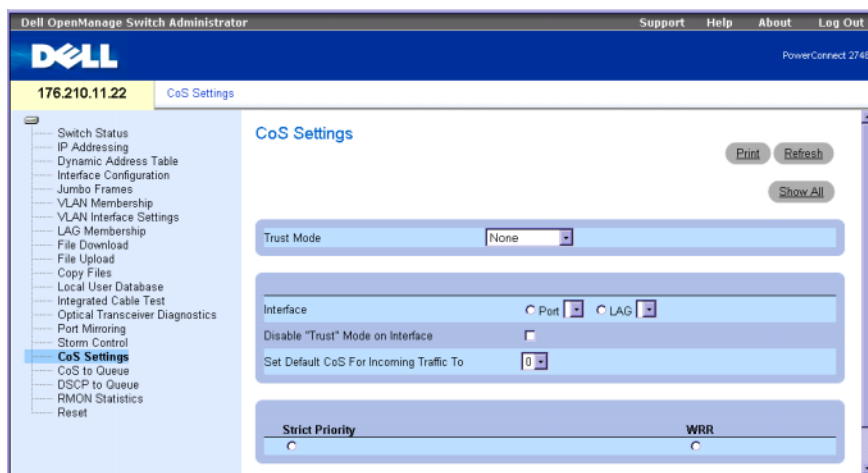 Dell OpenManage Switch Administrator
Support Help About Log Out
DELL
PowerConnect 2748
176.210.11.22
CoS Settings
Switch Status
IP Addressing
Dynamic Address Table
Interface Configuration
Jumbo Frames
VLAN Membership
VLAN Interface Settings
LAG Membership
File Download
File Upload
Copy Files
Local User Database
Integrated Cable Test
Optical Transceiver Diagnostics
Port Mirroring
Storm Control
CoS Settings
CoS to Queue
DSCP to Queue
RMON Statistics
Reset
CoS Settings
Print Refresh
Show All
Trust Mode None
Interface Port LAG
Disable "Trust" Mode on Interface
Set Default CoS For Incoming Traffic To 0
Strict Priority WRR